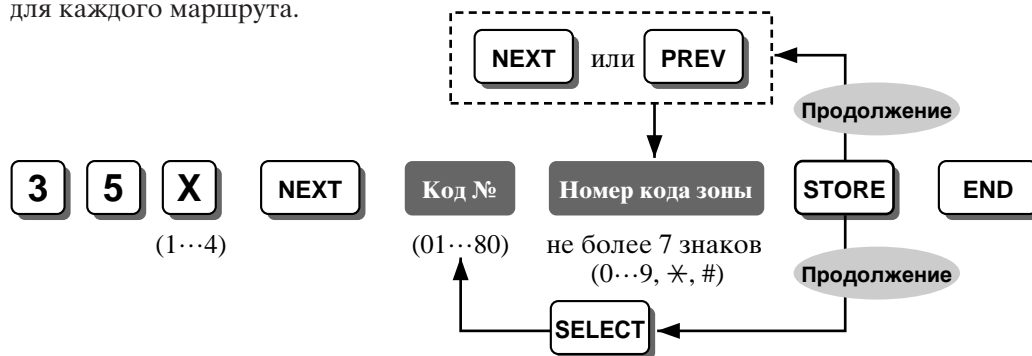 для каждого маршрута.
NEXT или PREV
Продолжение
3 5 X NEXT Код № Номер кода зоны STORE END
(1···4) (01···80) не более 7 знаков
(0···9, ✳, #)
Продолжение
SELECT